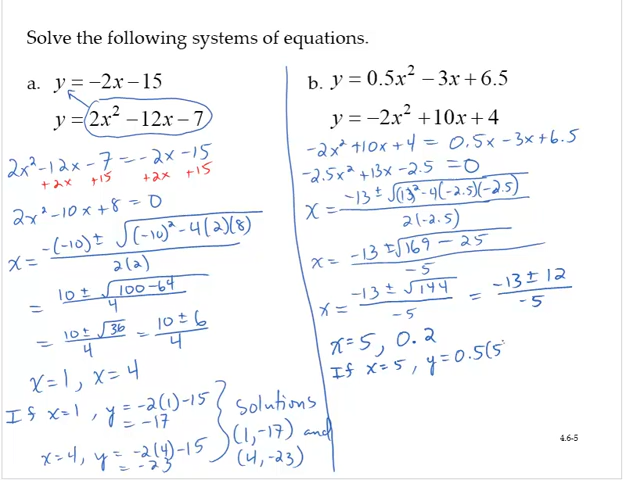 Solve the following systems of equations.
a. y = −2x − 15
y = 2x² − 12x − 7
2x² - 12x - 7 = -2x - 15
+2x +15 +2x +15
2x² - 10x + 8 = 0
x = -(-10) ± √(-10)² - 4(2)(8)
2(2)
= 10 ± √100-64
4
= 10 ± √36 = 10 ± 6
4 4
x = 1, x = 4
If x=1, y = -2(1) - 15
= -17
x=4, y = -2(4) - 15
= -23
Solutions
(1,-17) and
(4,-23)
b. y = 0.5x² − 3x + 6.5
y = −2x² + 10x + 4
-2x² + 10x + 4 = 0.5x - 3x + 6.5
-2.5x² + 13x - 2.5 = 0
x = -13 ± √(13)² - 4(-2.5)(-2.5)
2(-2.5)
x = -13 ± √169 - 25
-5
x = -13 ± √144 = -13 ± 12
-5 -5
x = 5, 0.2
If x=5, y = 0.5(5
4.6-5